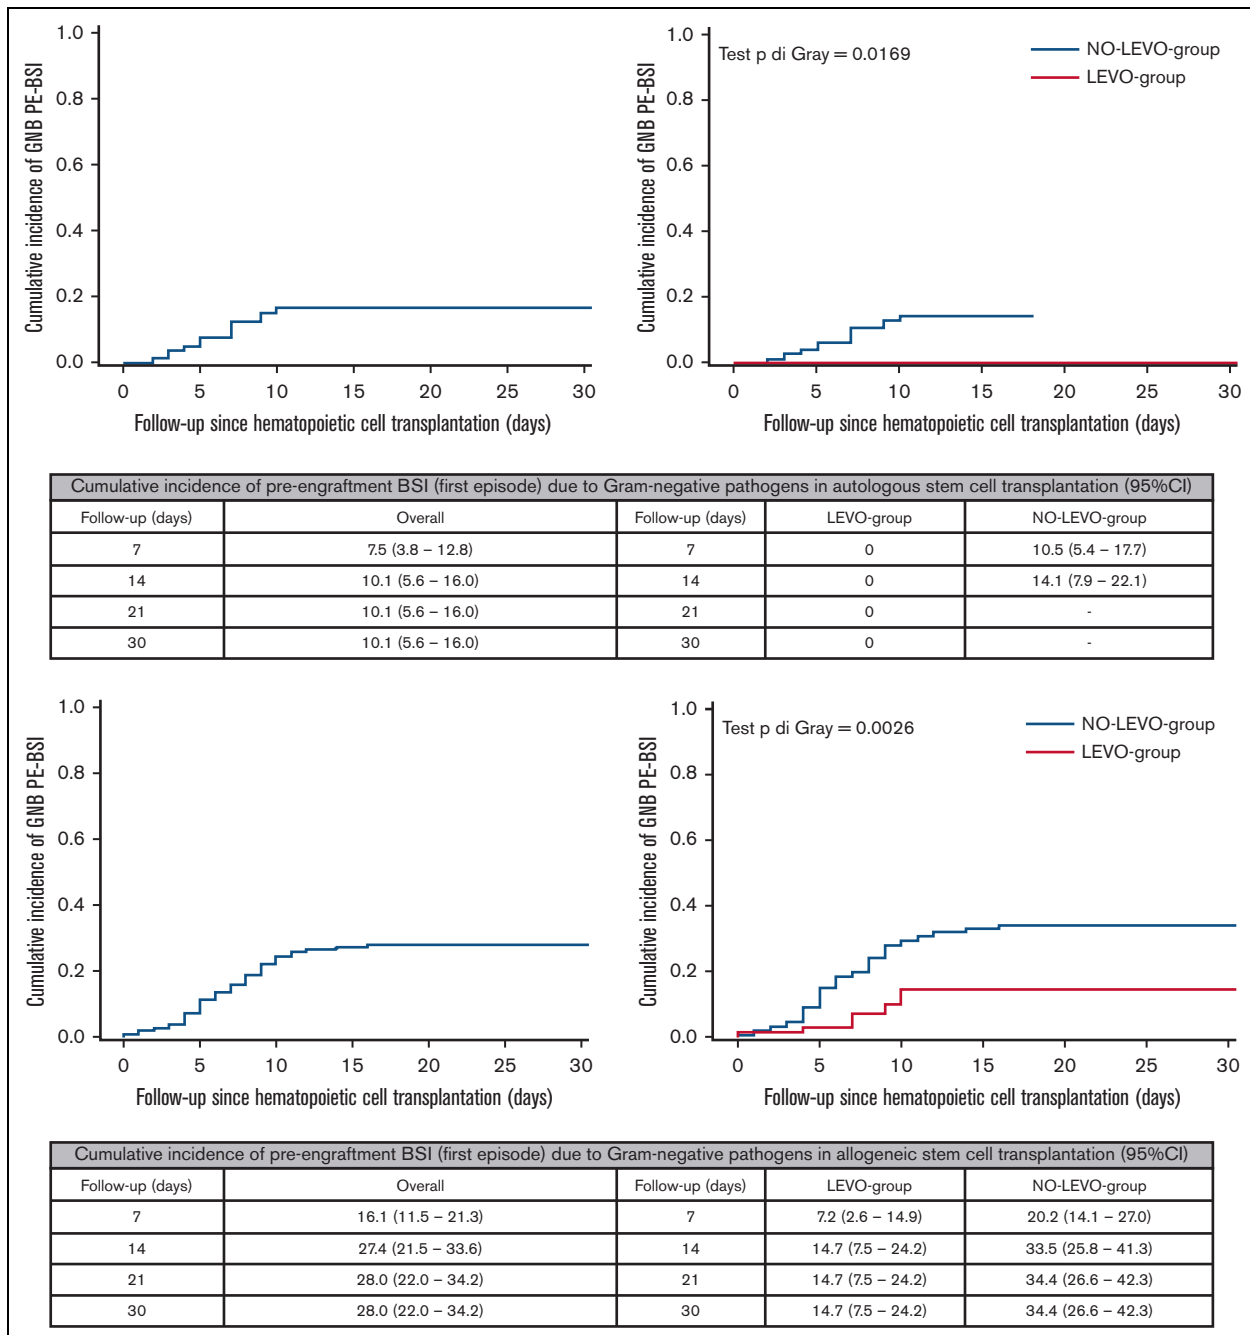 1.0
0.8
0.6
0.4
0.2
0.0
Cumulative incidence of GNB PE-BSI
0 5 10 15 20 25 30
Follow-up since hematopoietic cell transplantation (days)
Test p di Gray = 0.0169
NO-LEVO-group
LEVO-group
1.0
0.8
0.6
0.4
0.2
0.0
Cumulative incidence of GNB PE-BSI
0 5 10 15 20 25 30
Follow-up since hematopoietic cell transplantation (days)
Cumulative incidence of pre-engraftment BSI (first episode) due to Gram-negative pathogens in autologous stem cell transplantation (95%CI)
Follow-up (days) Overall Follow-up (days) LEVO-group NO-LEVO-group
7 7.5 (3.8 – 12.8) 7 0 10.5 (5.4 – 17.7)
14 10.1 (5.6 – 16.0) 14 0 14.1 (7.9 – 22.1)
21 10.1 (5.6 – 16.0) 21 0 -
30 10.1 (5.6 – 16.0) 30 0 -
1.0
0.8
0.6
0.4
0.2
0.0
Cumulative incidence of GNB PE-BSI
0 5 10 15 20 25 30
Follow-up since hematopoietic cell transplantation (days)
Test p di Gray = 0.0026
NO-LEVO-group
LEVO-group
1.0
0.8
0.6
0.4
0.2
0.0
Cumulative incidence of GNB PE-BSI
0 5 10 15 20 25 30
Follow-up since hematopoietic cell transplantation (days)
Cumulative incidence of pre-engraftment BSI (first episode) due to Gram-negative pathogens in allogeneic stem cell transplantation (95%CI)
Follow-up (days) Overall Follow-up (days) LEVO-group NO-LEVO-group
7 16.1 (11.5 – 21.3) 7 7.2 (2.6 – 14.9) 20.2 (14.1 – 27.0)
14 27.4 (21.5 – 33.6) 14 14.7 (7.5 – 24.2) 33.5 (25.8 – 41.3)
21 28.0 (22.0 – 34.2) 21 14.7 (7.5 – 24.2) 34.4 (26.6 – 42.3)
30 28.0 (22.0 – 34.2) 30 14.7 (7.5 – 24.2) 34.4 (26.6 – 42.3)